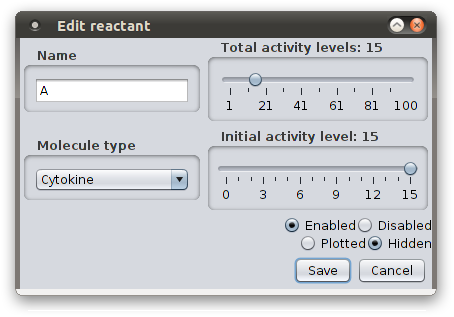 Edit reactant
Name
A
Molecule type
Cytokine
Total activity levels: 15
1 21 41 61 81 100
Initial activity level: 15
0 3 6 9 12 15
Enabled Disabled
Plotted Hidden
Save Cancel